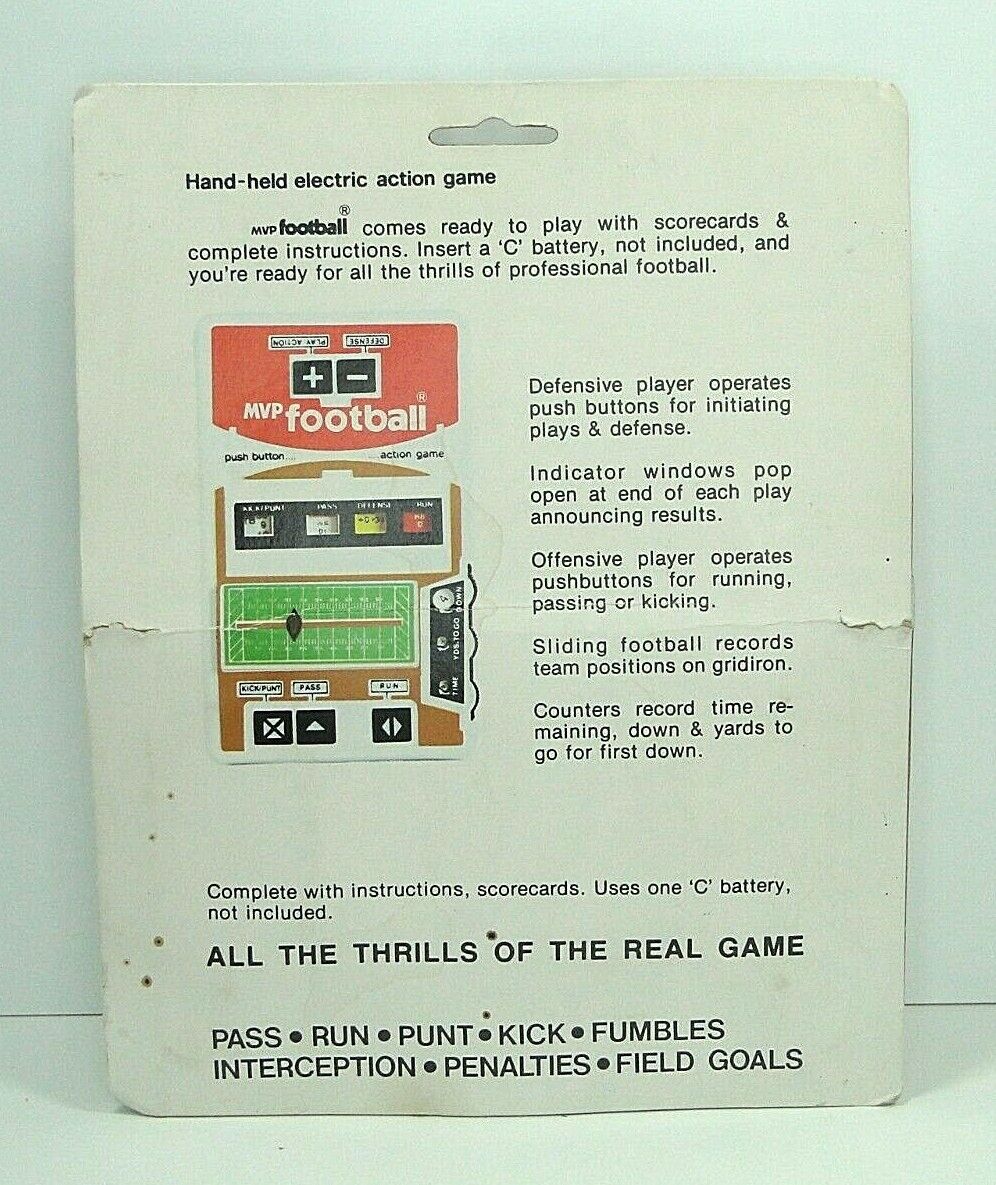 Hand-held electric action game
MVP football® comes ready to play with scorecards &
complete instructions. Insert a 'C' battery, not included, and
you're ready for all the thrills of professional football.
PLAY ACTION DEFENSE
+ −
MVP football®
push button.... ....action game
KICK/PUNT PASS DEFENSE RUN
DOWN
YDS. TO GO
TIME
KICK/PUNT PASS RUN
Defensive player operates
push buttons for initiating
plays & defense.
Indicator windows pop
open at end of each play
announcing results.
Offensive player operates
pushbuttons for running,
passing or kicking.
Sliding football records
team positions on gridiron.
Counters record time re-
maining, down & yards to
go for first down.
Complete with instructions, scorecards. Uses one 'C' battery,
not included.
ALL THE THRILLS OF THE REAL GAME
PASS • RUN • PUNT • KICK • FUMBLES
INTERCEPTION • PENALTIES • FIELD GOALS